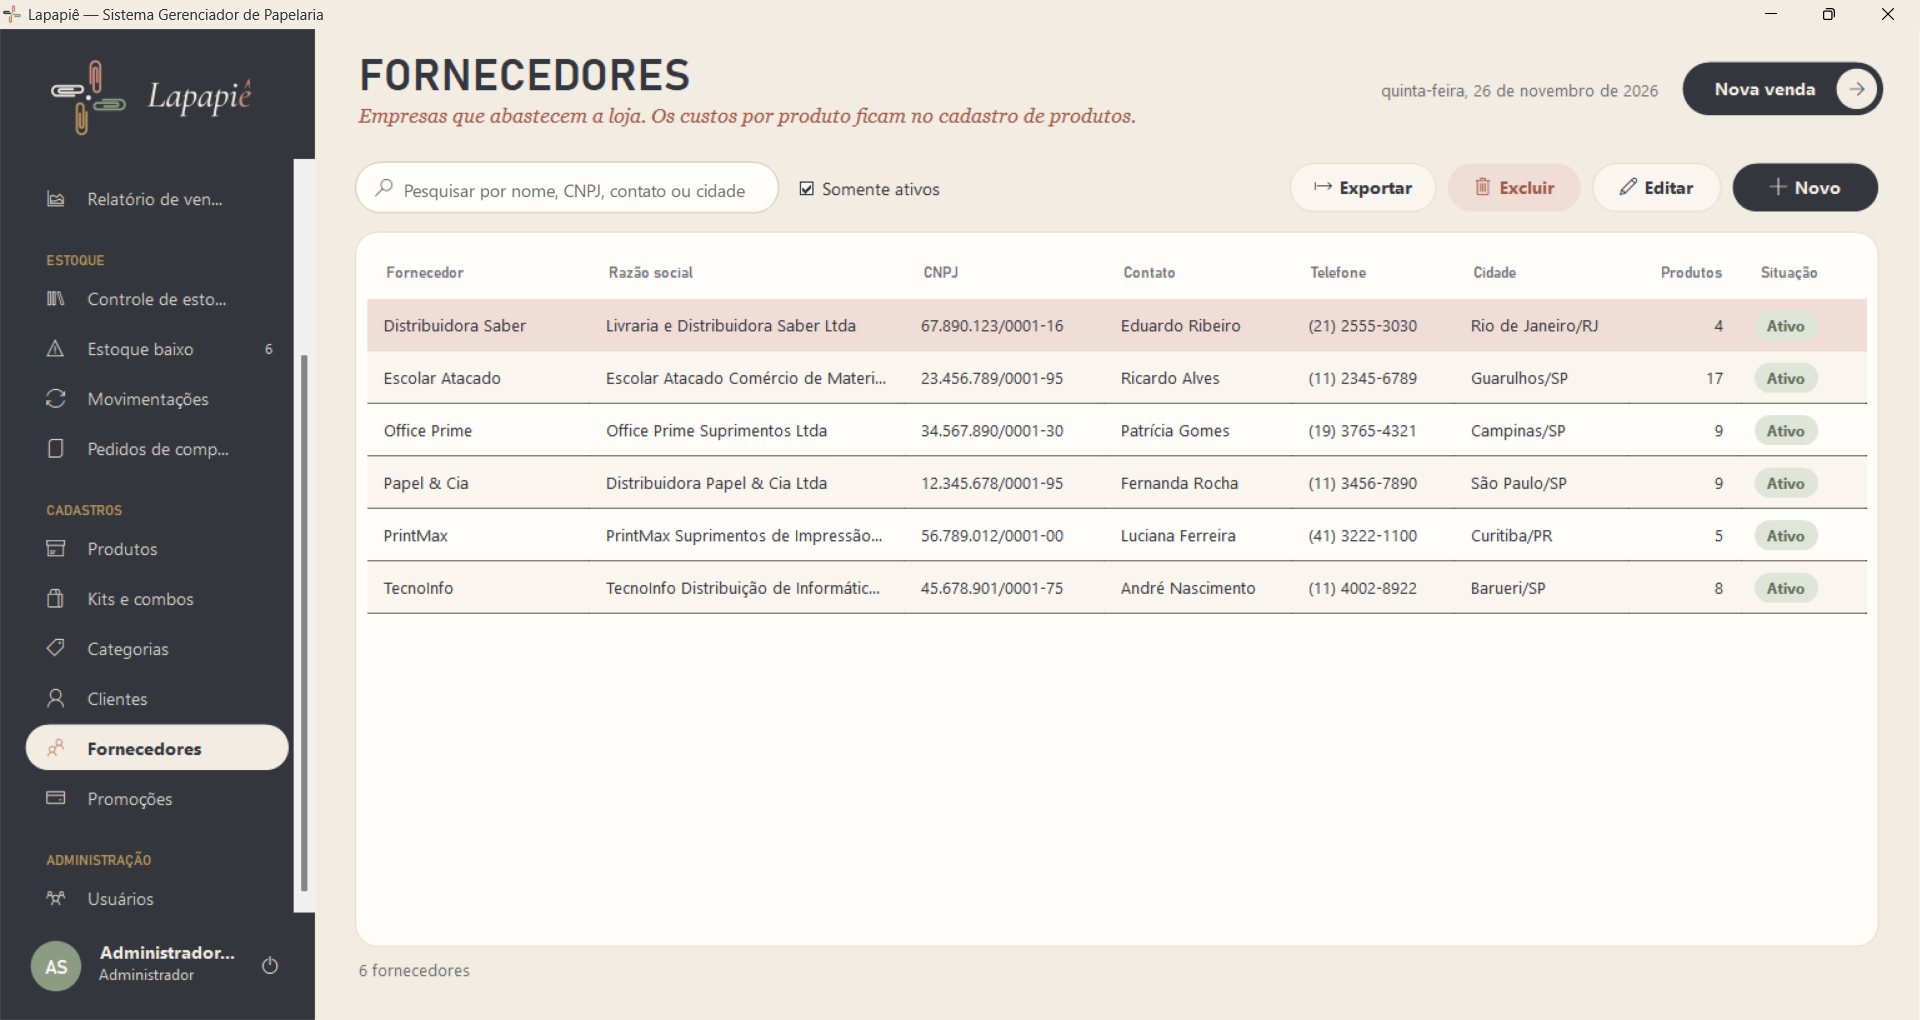 Lapapiê — Sistema Gerenciador de Papelaria
Lapapiê
Relatório de ven...
ESTOQUE
Controle de esto...
Estoque baixo 6
Movimentações
Pedidos de comp...
CADASTROS
Produtos
Kits e combos
Categorias
Clientes
Fornecedores
Promoções
ADMINISTRAÇÃO
Usuários
AS
Administrador...
Administrador
FORNECEDORES
Empresas que abastecem a loja. Os custos por produto ficam no cadastro de produtos.
quinta-feira, 26 de novembro de 2026
Nova venda
Pesquisar por nome, CNPJ, contato ou cidade
Somente ativos
Exportar
Excluir
Editar
Novo
Fornecedor Razão social CNPJ Contato Telefone Cidade Produtos Situação
Distribuidora Saber Livraria e Distribuidora Saber Ltda 67.890.123/0001-16 Eduardo Ribeiro (21) 2555-3030 Rio de Janeiro/RJ 4 Ativo
Escolar Atacado Escolar Atacado Comércio de Materi... 23.456.789/0001-95 Ricardo Alves (11) 2345-6789 Guarulhos/SP 17 Ativo
Office Prime Office Prime Suprimentos Ltda 34.567.890/0001-30 Patrícia Gomes (19) 3765-4321 Campinas/SP 9 Ativo
Papel & Cia Distribuidora Papel & Cia Ltda 12.345.678/0001-95 Fernanda Rocha (11) 3456-7890 São Paulo/SP 9 Ativo
PrintMax PrintMax Suprimentos de Impressão... 56.789.012/0001-00 Luciana Ferreira (41) 3222-1100 Curitiba/PR 5 Ativo
TecnoInfo TecnoInfo Distribuição de Informátic... 45.678.901/0001-75 André Nascimento (11) 4002-8922 Barueri/SP 8 Ativo
6 fornecedores